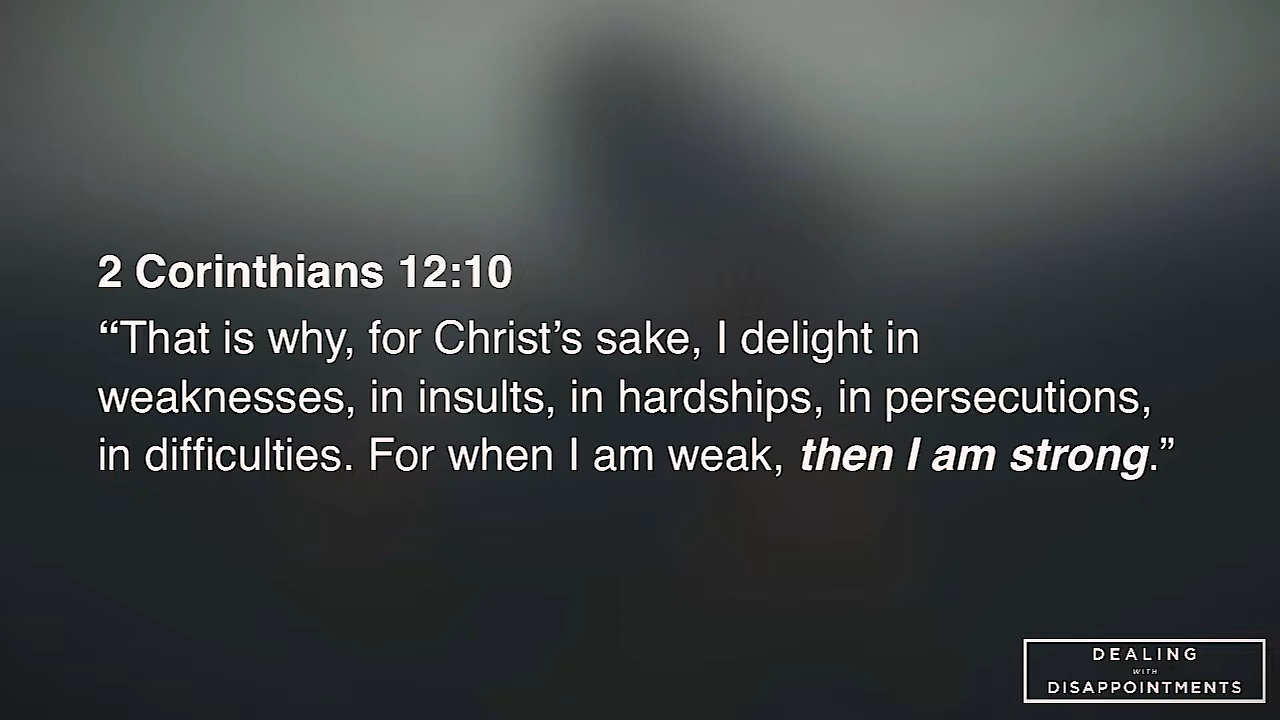 2 Corinthians 12:10
“That is why, for Christ’s sake, I delight in
weaknesses, in insults, in hardships, in persecutions,
in difficulties. For when I am weak, then I am strong.”
DEALING
WITH
DISAPPOINTMENTS